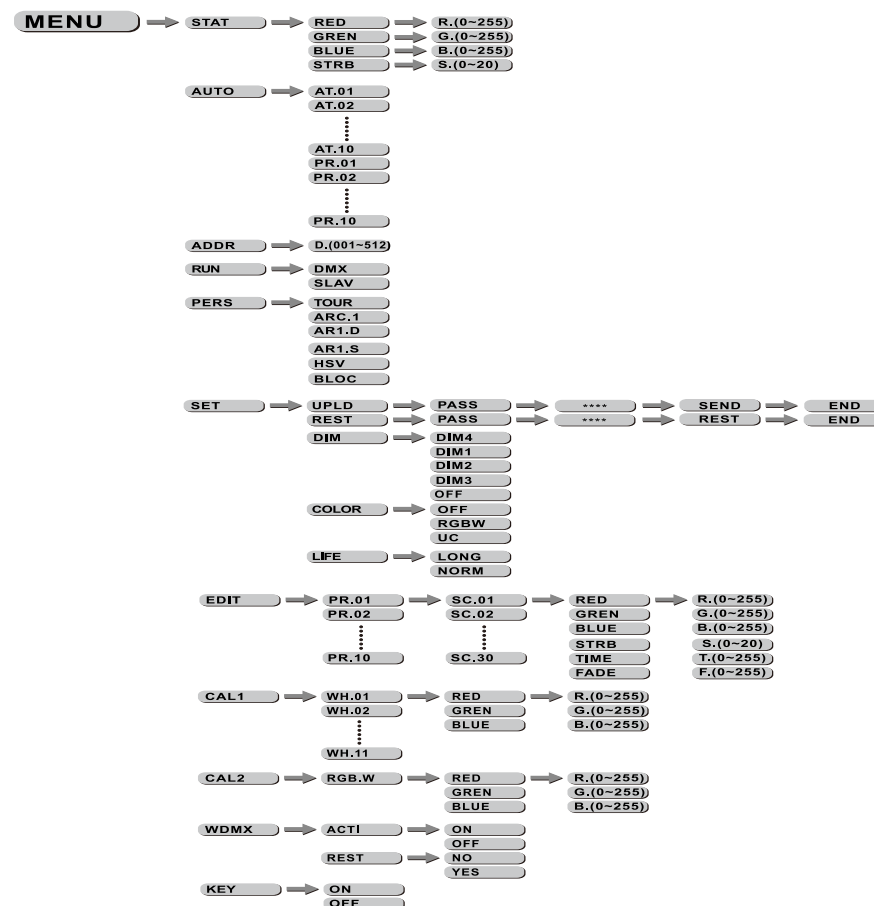 MENU STAT RED R.(0~255)
GREN G.(0~255)
BLUE B.(0~255)
STRB S.(0~20)
AUTO AT.01
AT.02
AT.10
PR.01
PR.02
PR.10
ADDR D.(001~512)
RUN DMX
SLAV
PERS TOUR
ARC.1
AR1.D
AR1.S
HSV
BLOC
SET UPLD PASS **** SEND END
REST PASS **** REST END
DIM DIM4
DIM1
DIM2
DIM3
OFF
COLOR OFF
RGBW
UC
LIFE LONG
NORM
EDIT PR.01 SC.01 RED R.(0~255)
PR.02 SC.02 GREN G.(0~255)
BLUE B.(0~255)
STRB S.(0~20)
PR.10 SC.30 TIME T.(0~255)
FADE F.(0~255)
CAL1 WH.01 RED R.(0~255)
WH.02 GREN G.(0~255)
BLUE B.(0~255)
WH.11
CAL2 RGB.W RED R.(0~255)
GREN G.(0~255)
BLUE B.(0~255)
WDMX ACTI ON
OFF
REST NO
YES
KEY ON
OFF